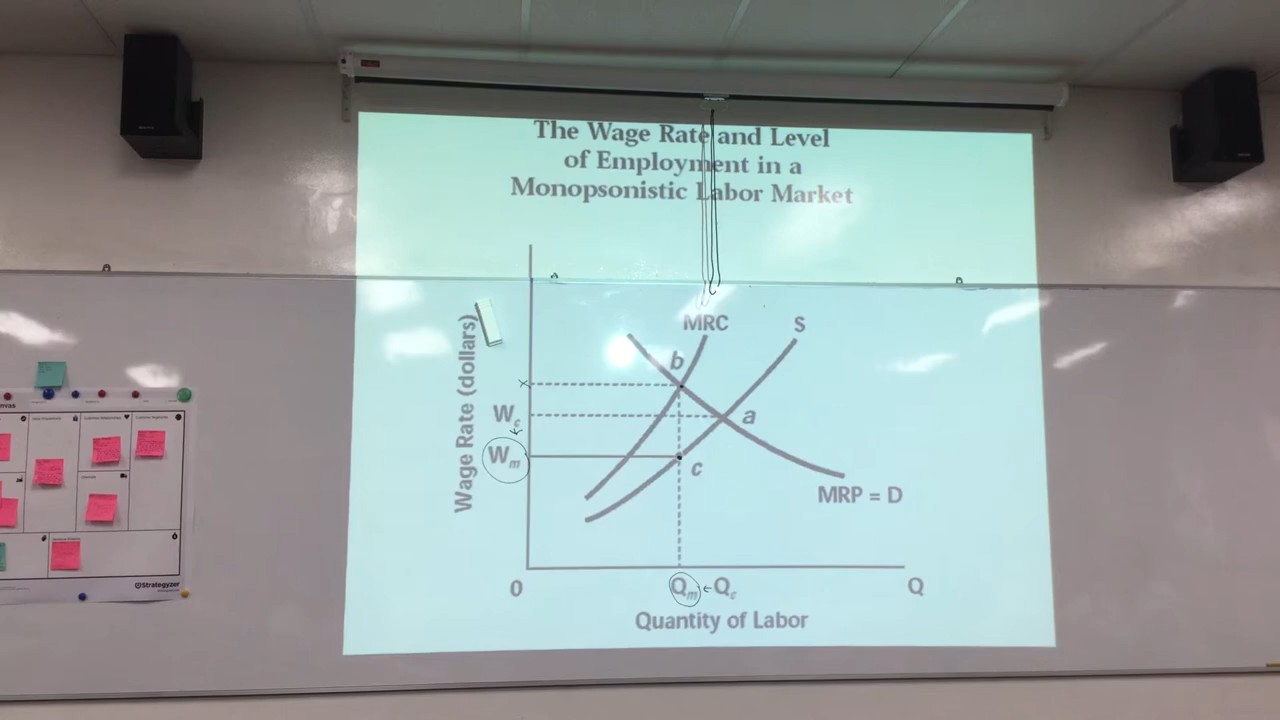 The Wage Rate and Level
of Employment in a
Monopsonistic Labor Market
MRC
S
b
x
Wc
a
Wm
c
MRP = D
Wage Rate (dollars)
0
Qm ← Qc
Q
Quantity of Labor
©Strategyzer